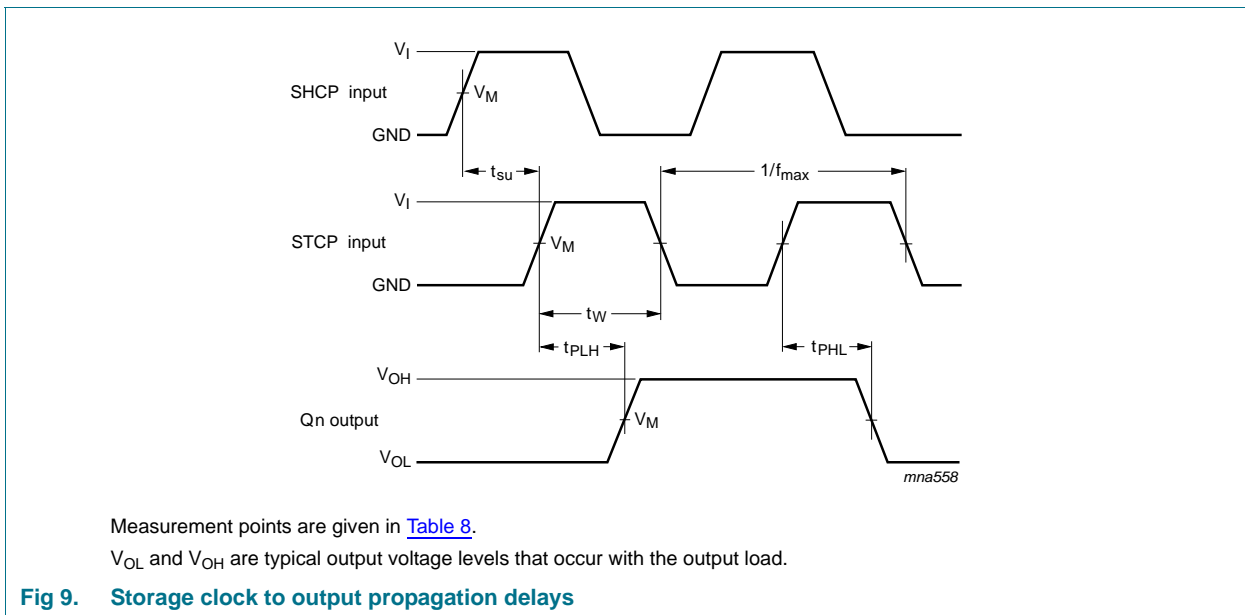 V_I
SHCP input
V_M
GND
t_su
1/f_max
V_I
STCP input
V_M
GND
t_W
t_PLH
t_PHL
V_OH
Qn output
V_M
V_OL
mna558
Measurement points are given in Table 8.
V_OL and V_OH are typical output voltage levels that occur with the output load.
Fig 9. Storage clock to output propagation delays